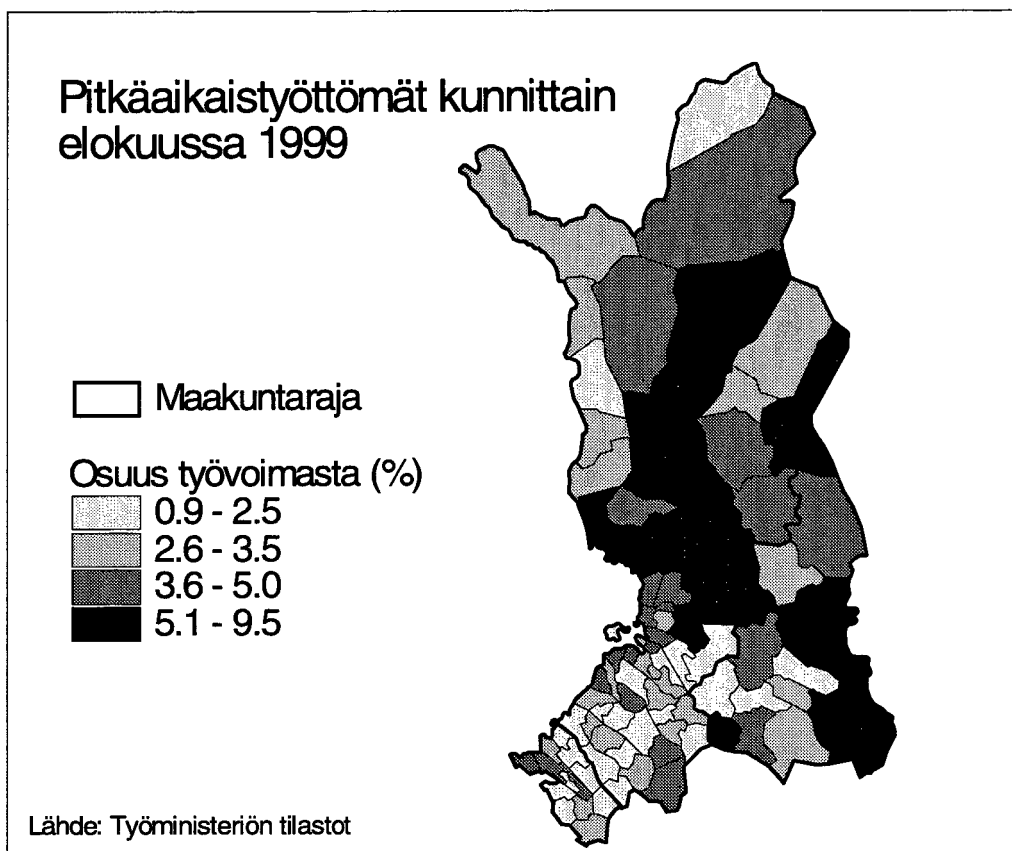 Pitkäaikaistyöttömät kunnittain
elokuussa 1999
Maakuntaraja
Osuus työvoimasta (%)
0.9 - 2.5
2.6 - 3.5
3.6 - 5.0
5.1 - 9.5
Lähde: Työministeriön tilastot